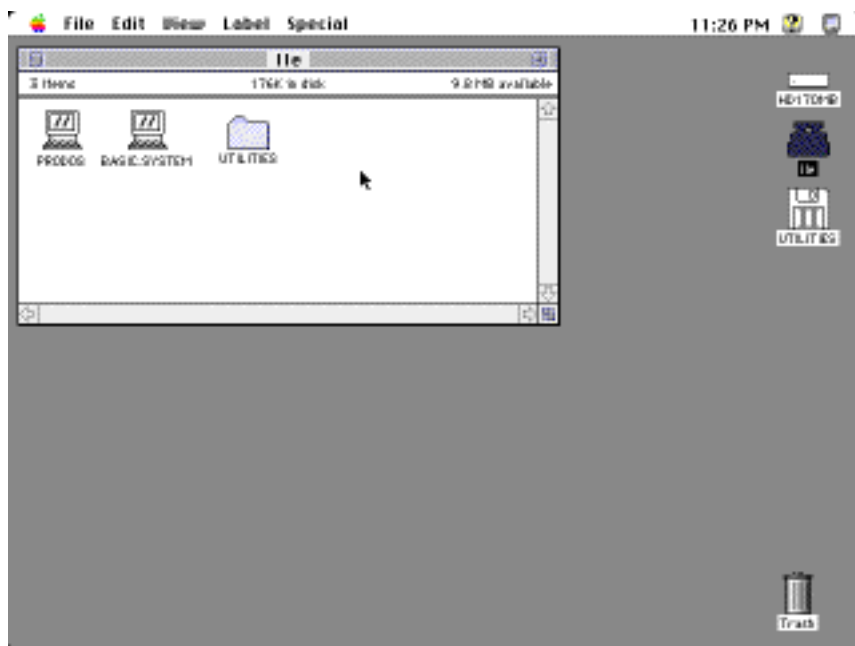 File Edit View Label Special 11:26 PM
IIe
3 items 176K in disk 9.8 MB available
PRODOS BASIC.SYSTEM UTILITIES
HD170MB
IIe
UTILITIES
Trash